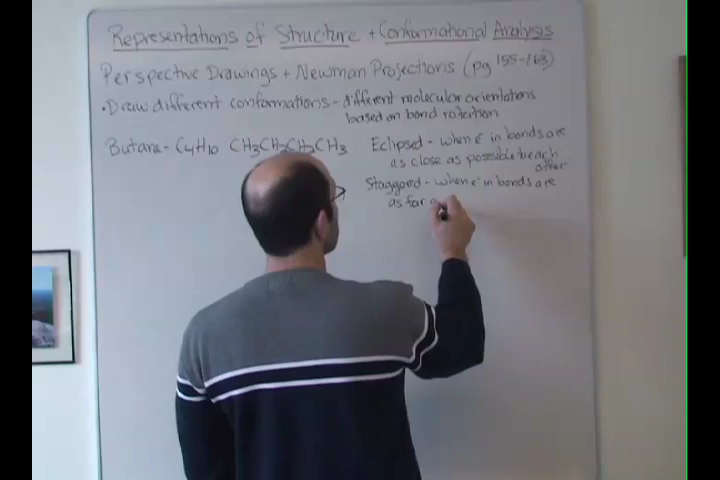 Representations of Structure + Conformational Analysis
Perspective Drawings + Newman Projections (pg 155-163)
• Draw different conformations - different molecular orientations
based on bond rotation
Butane - C4H10 CH3CH2CH2CH3
Eclipsed - when e⁻ in bonds are
as close as possible to each
other
Staggered - when e⁻ in bonds are
as far